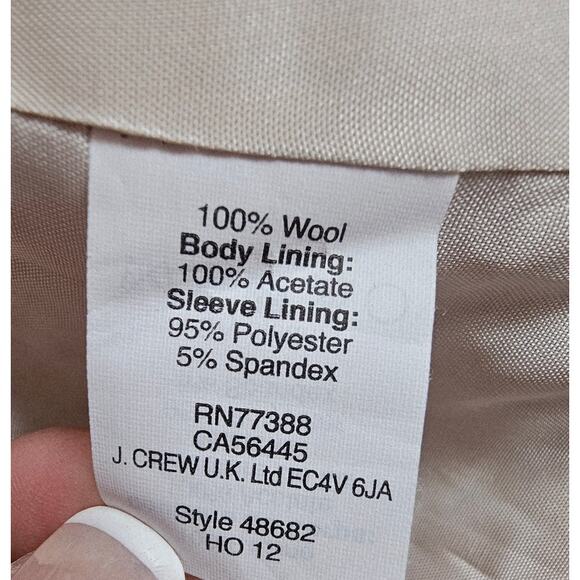 100% Wool
Body Lining:
100% Acetate
Sleeve Lining:
95% Polyester
5% Spandex
RN77388
CA56445
J. CREW U.K. Ltd EC4V 6JA
Style 48682
HO 12